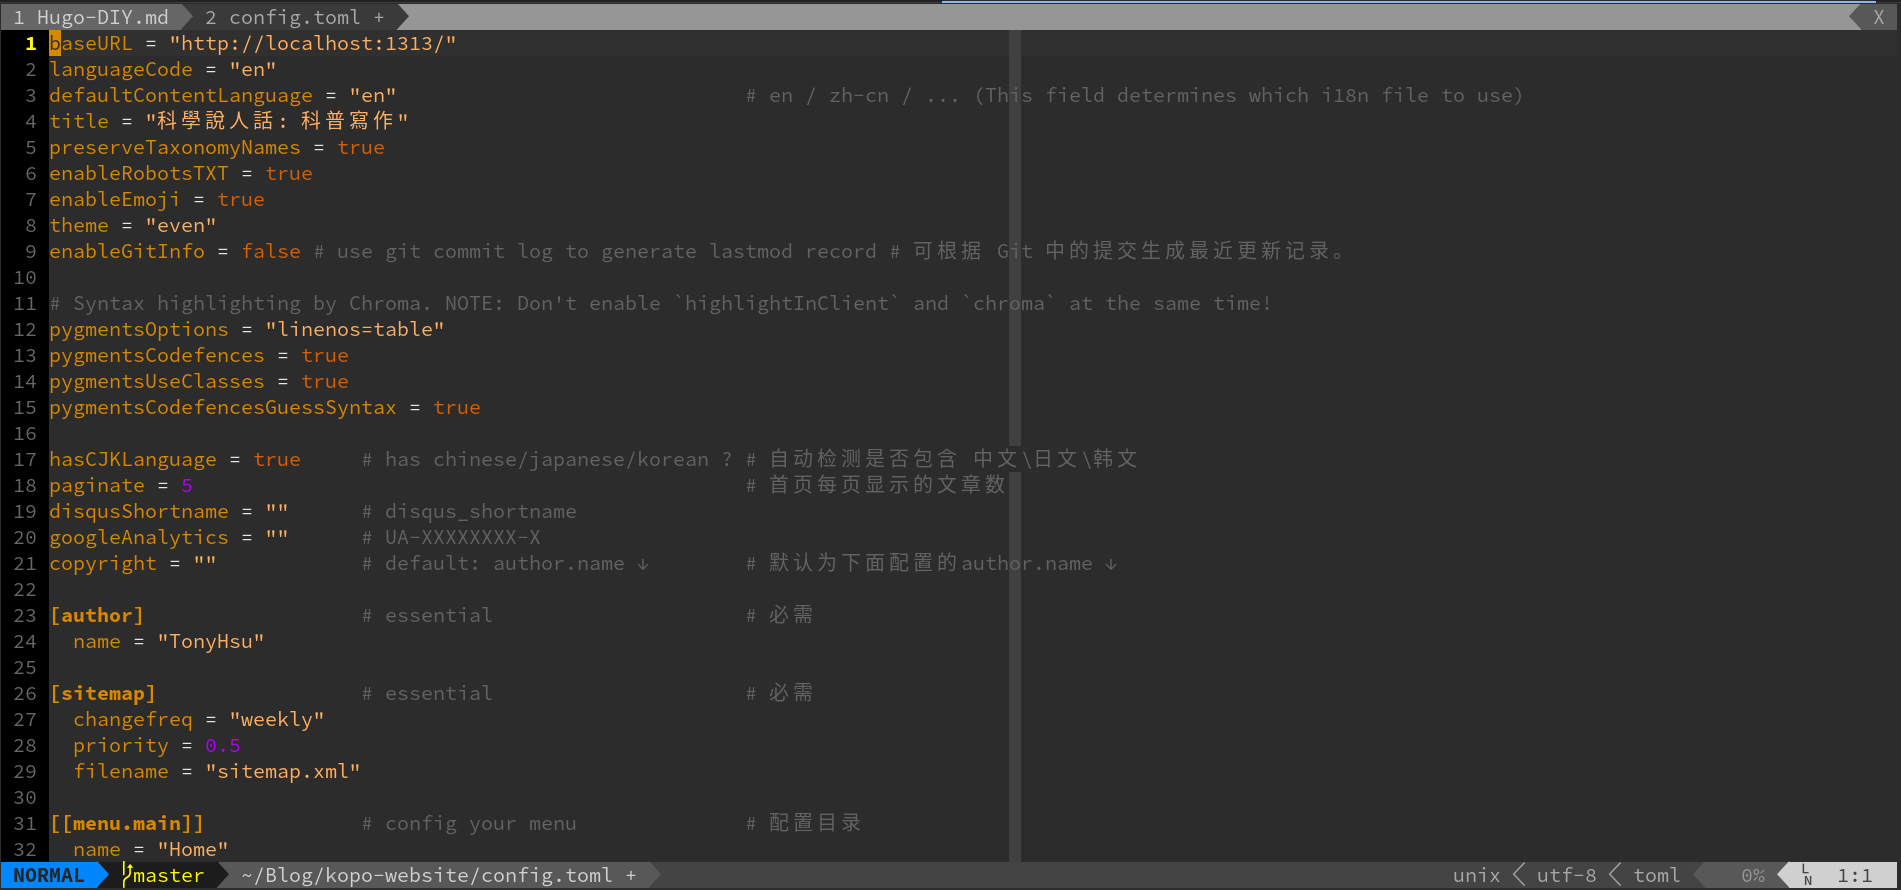 1 Hugo-DIY.md 2 config.toml + X
1 baseURL = "http://localhost:1313/"
2 languageCode = "en"
3 defaultContentLanguage = "en" # en / zh-cn / ... (This field determines which i18n file to use)
4 title = "科學說人話: 科普寫作"
5 preserveTaxonomyNames = true
6 enableRobotsTXT = true
7 enableEmoji = true
8 theme = "even"
9 enableGitInfo = false # use git commit log to generate lastmod record # 可根据 Git 中的提交生成最近更新记录。
10
11 # Syntax highlighting by Chroma. NOTE: Don't enable `highlightInClient` and `chroma` at the same time!
12 pygmentsOptions = "linenos=table"
13 pygmentsCodefences = true
14 pygmentsUseClasses = true
15 pygmentsCodefencesGuessSyntax = true
16
17 hasCJKLanguage = true # has chinese/japanese/korean ? # 自动检测是否包含 中文\日文\韩文
18 paginate = 5 # 首页每页显示的文章数
19 disqusShortname = "" # disqus_shortname
20 googleAnalytics = "" # UA-XXXXXXXX-X
21 copyright = "" # default: author.name ↓ # 默认为下面配置的author.name ↓
22
23 [author] # essential # 必需
24 name = "TonyHsu"
25
26 [sitemap] # essential # 必需
27 changefreq = "weekly"
28 priority = 0.5
29 filename = "sitemap.xml"
30
31 [[menu.main]] # config your menu # 配置目录
32 name = "Home"
NORMAL master ~/Blog/kopo-website/config.toml + unix utf-8 toml 0% LN 1:1